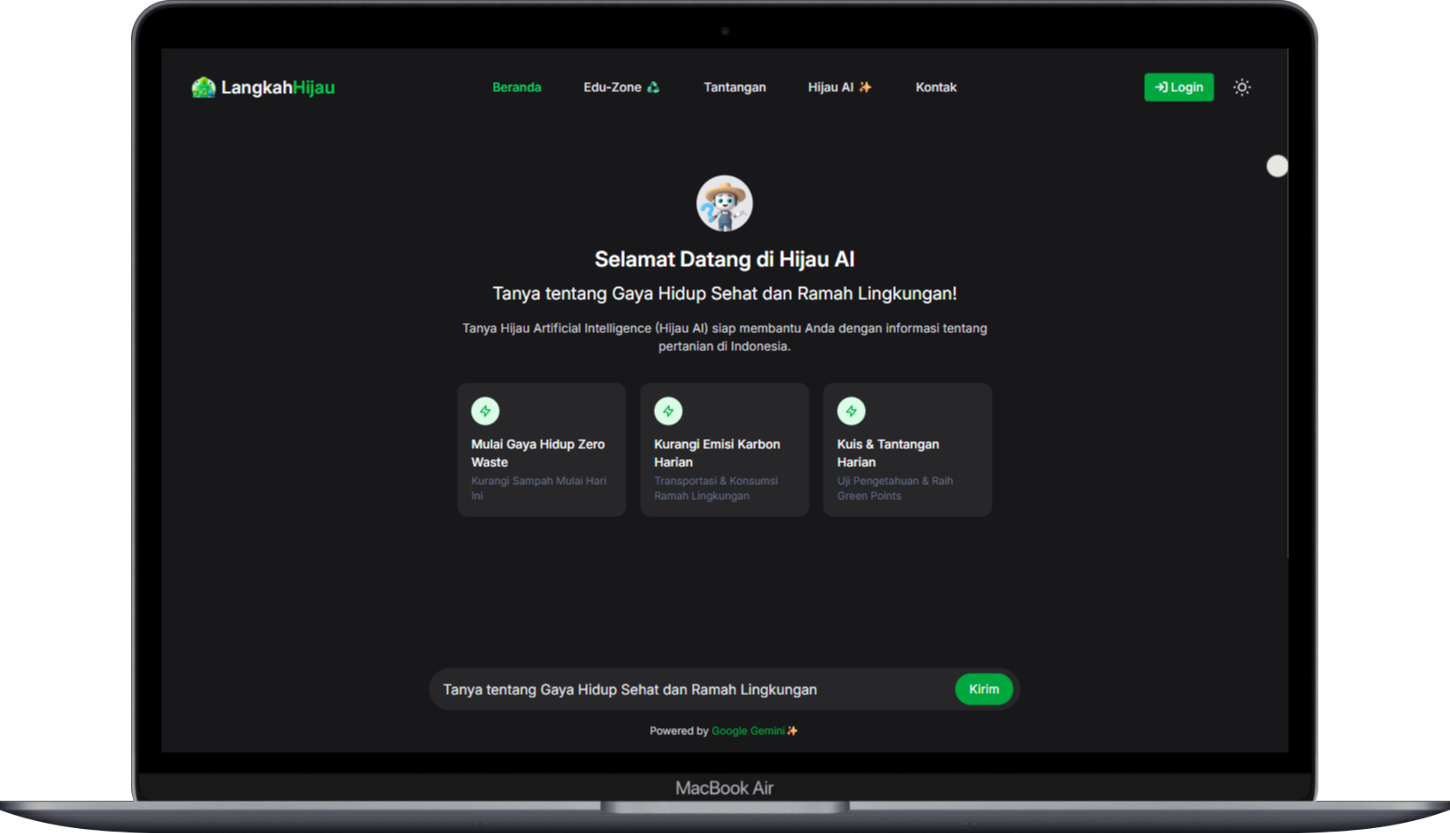 LangkahHijau
Beranda
Edu-Zone
Tantangan
Hijau AI
Kontak
Login
Selamat Datang di Hijau AI
Tanya tentang Gaya Hidup Sehat dan Ramah Lingkungan!
Tanya Hijau Artificial Intelligence (Hijau AI) siap membantu Anda dengan informasi tentang
pertanian di Indonesia.
Mulai Gaya Hidup Zero
Waste
Kurangi Sampah Mulai Hari
Ini
Kurangi Emisi Karbon
Harian
Transportasi & Konsumsi
Ramah Lingkungan
Kuis & Tantangan
Harian
Uji Pengetahuan & Raih
Green Points
Tanya tentang Gaya Hidup Sehat dan Ramah Lingkungan
Kirim
Powered by Google Gemini
MacBook Air